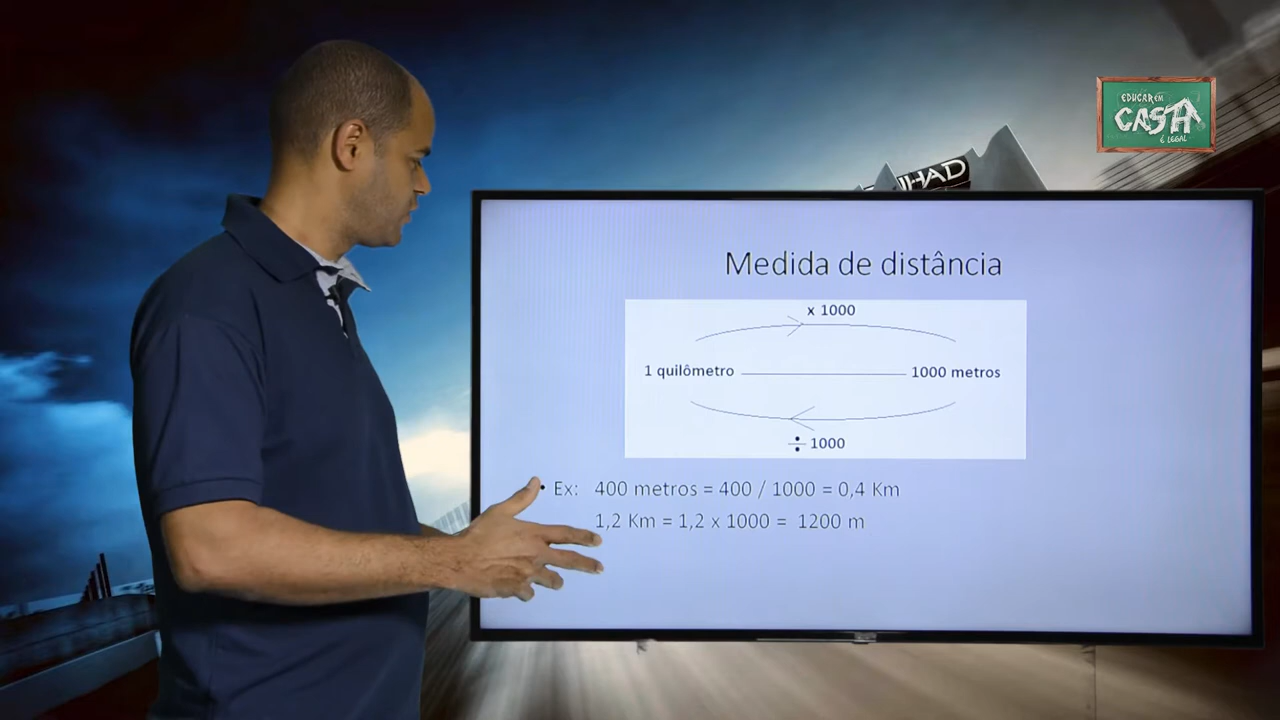 EDUCAR EM
CASA
É LEGAL
Medida de distância
x 1000
1 quilômetro
1000 metros
÷ 1000
• Ex: 400 metros = 400 / 1000 = 0,4 Km
1,2 Km = 1,2 x 1000 = 1200 m